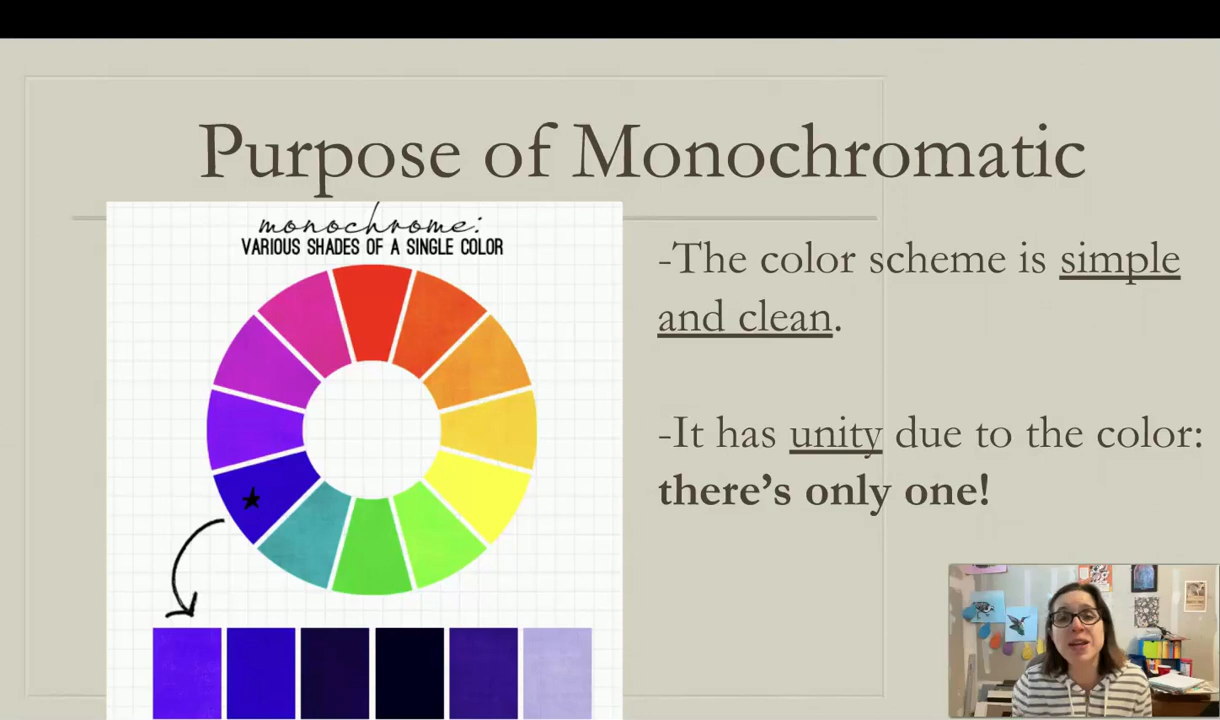 Purpose of Monochromatic
monochrome:
VARIOUS SHADES OF A SINGLE COLOR
-The color scheme is simple
and clean.
-It has unity due to the color:
there's only one!